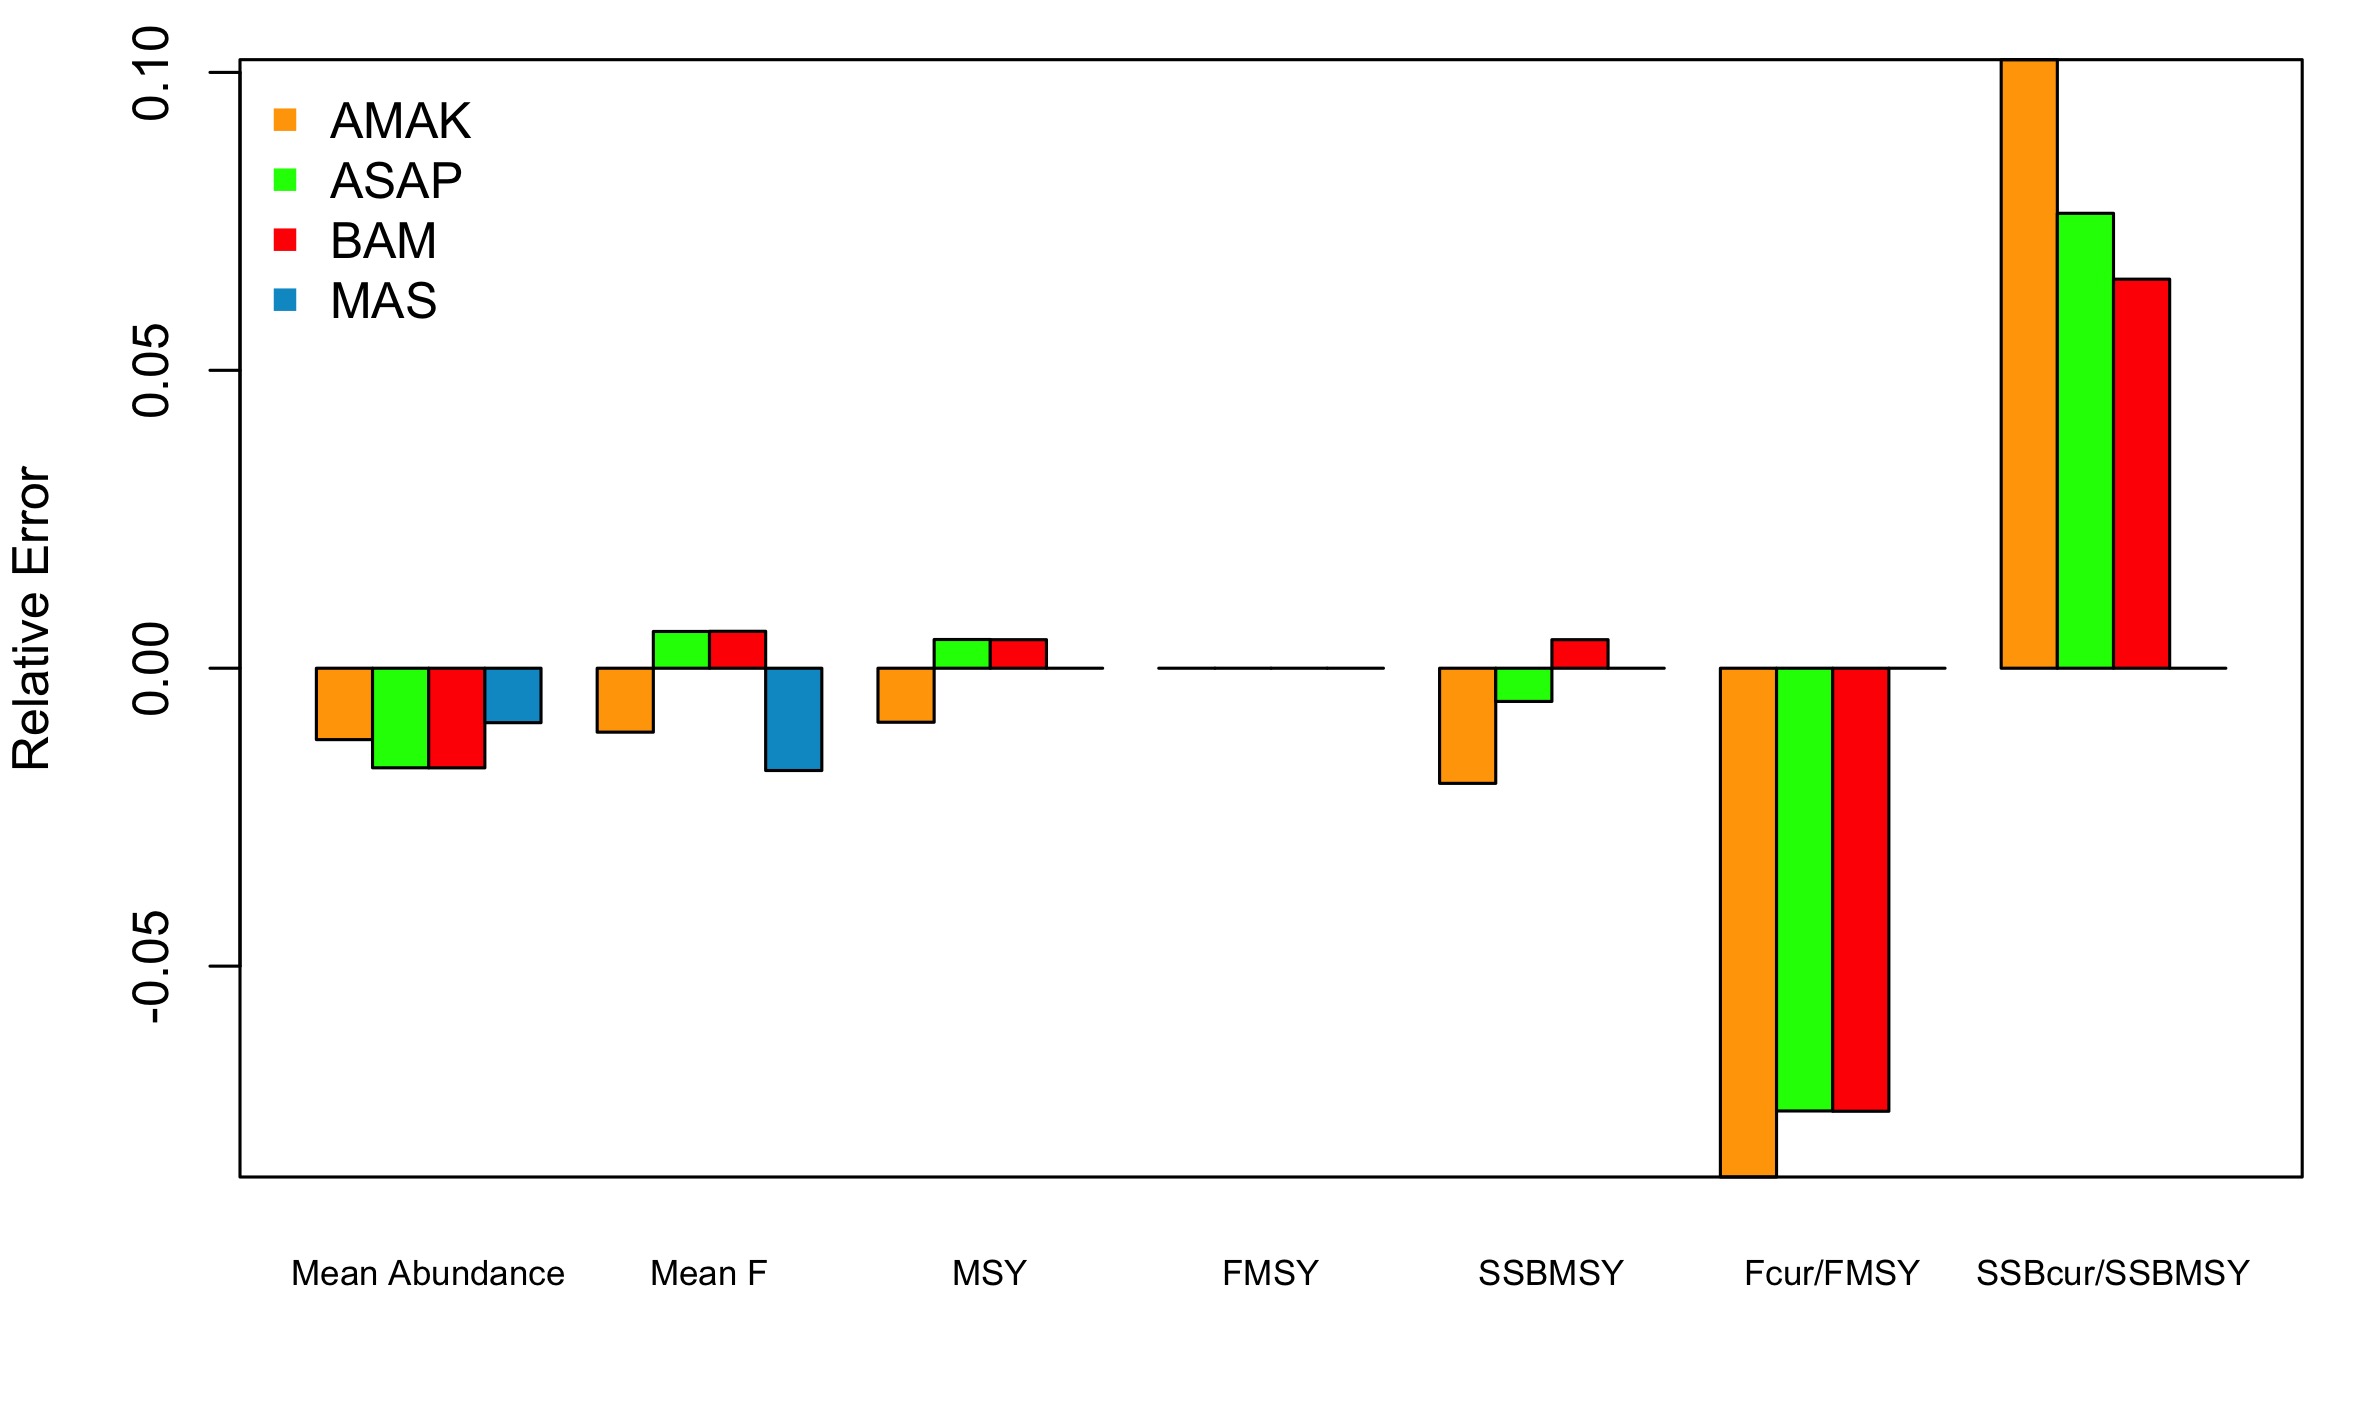 Relative Error
0.10
0.05
0.00
-0.05
AMAK
ASAP
BAM
MAS
Mean Abundance
Mean F
MSY
FMSY
SSBMSY
Fcur/FMSY
SSBcur/SSBMSY